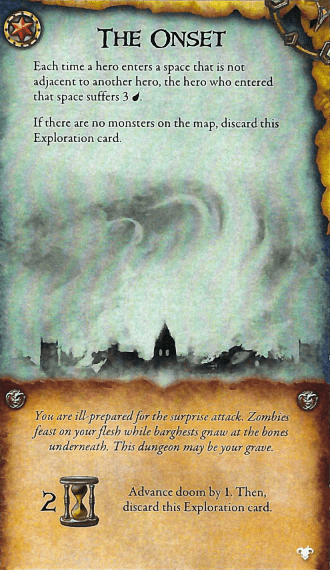 The Onset
Each time a hero enters a space that is not
adjacent to another hero, the hero who entered
that space suffers 3 .
If there are no monsters on the map, discard this
Exploration card.
You are ill-prepared for the surprise attack. Zombies
feast on your flesh while barghests gnaw at the bones
underneath. This dungeon may be your grave.
2
Advance doom by 1. Then,
discard this Exploration card.